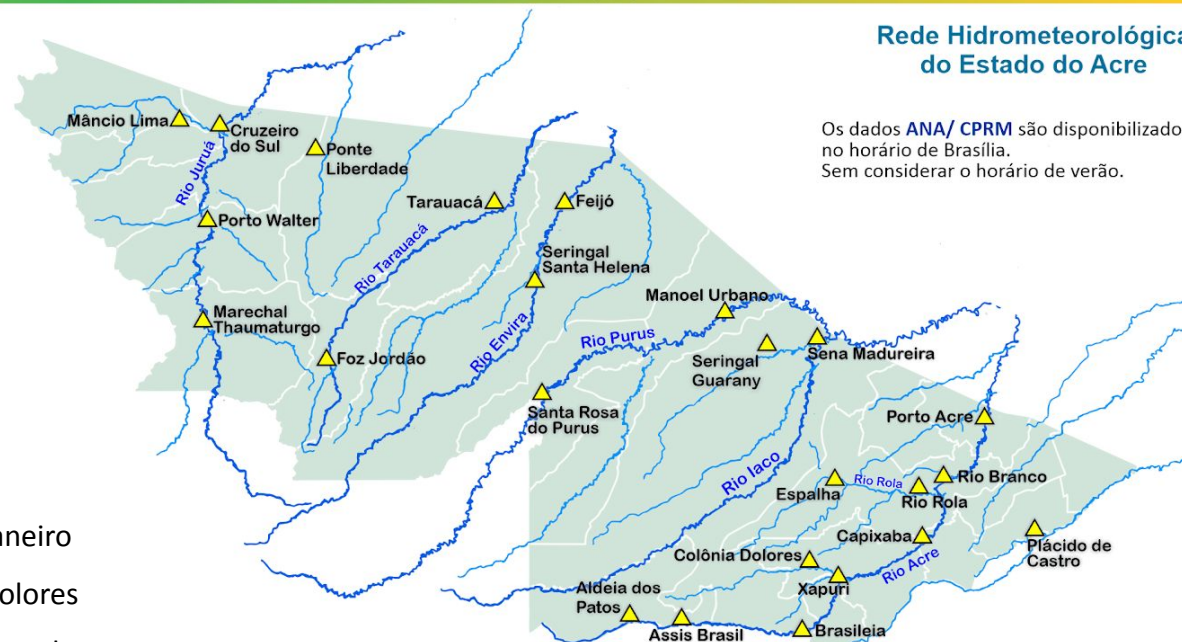 Rede Hidrometeorológica
do Estado do Acre
Os dados ANA/ CPRM são disponibilizado
no horário de Brasília.
Sem considerar o horário de verão.
Mâncio Lima
Cruzeiro
do Sul
Ponte
Liberdade
Rio Juruá
Porto Walter
Tarauacá
Feijó
Rio Tarauacá
Seringal
Santa Helena
Marechal
Thaumaturgo
Foz Jordão
Rio Envira
Manoel Urbano
Rio Purus
Seringal
Guarany
Sena Madureira
Santa Rosa
do Purus
Porto Acre
Rio Iaco
Espalha
Rio Rola
Rio Rola
Rio Branco
Capixaba
Plácido de
Castro
Colônia Dolores
Rio Acre
Xapuri
Aldeia dos
Patos
Assis Brasil
Brasileia
neiro
olores